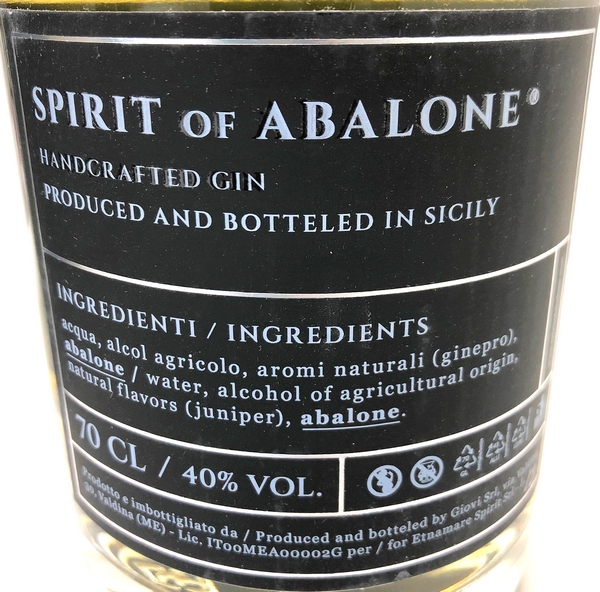 SPIRIT OF ABALONE®
HANDCRAFTED GIN
PRODUCED AND BOTTELED IN SICILY
INGREDIENTI / INGREDIENTS
acqua, alcol agricolo, aromi naturali (ginepro),
abalone / water, alcohol of agricultural origin,
natural flavors (juniper), abalone.
70 CL / 40% VOL.
Prodotto e imbottigliato da / Produced and botteled by Giovi Srl, via
Valdina (ME) - Lic. IT00MEA00002G per / for Etnamare Spirit Srl